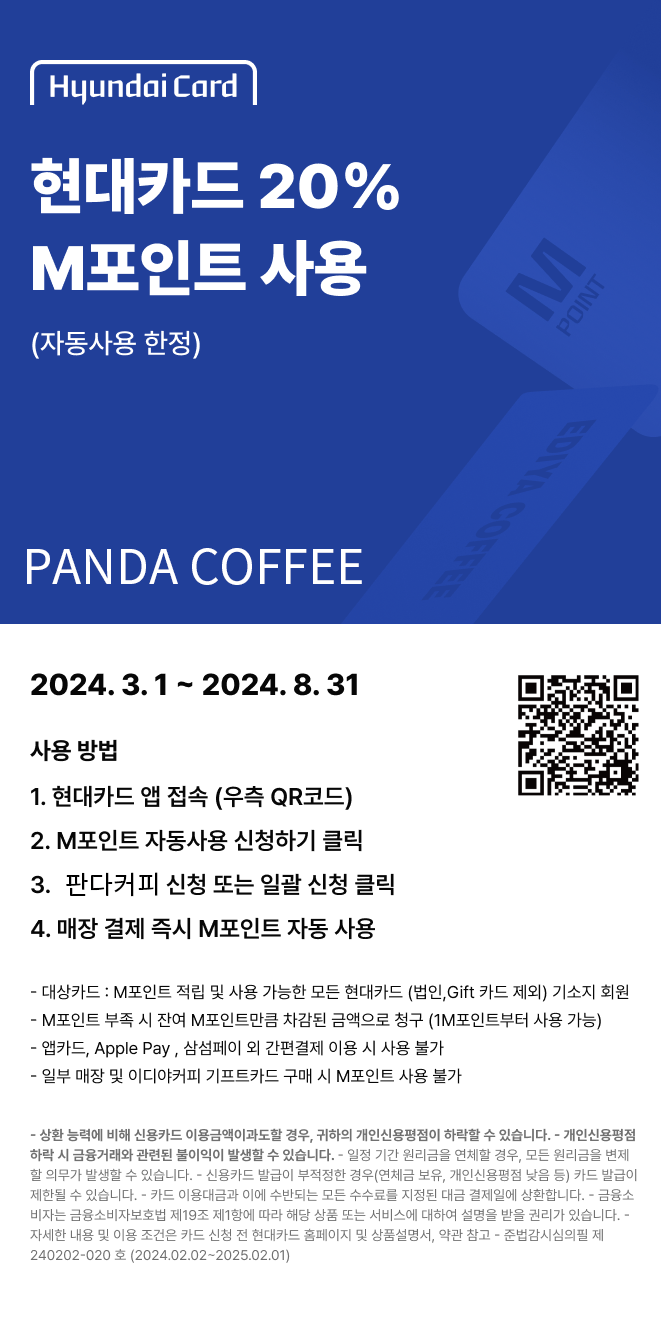 Hyundai Card
현대카드 20%
M포인트 사용
(자동사용 한정)
M
POINT
EDIYA COFFEE
PANDA COFFEE
2024. 3. 1 ~ 2024. 8. 31
사용 방법
1. 현대카드 앱 접속 (우측 QR코드)
2. M포인트 자동사용 신청하기 클릭
3. 판다커피 신청 또는 일괄 신청 클릭
4. 매장 결제 즉시 M포인트 자동 사용
- 대상카드 : M포인트 적립 및 사용 가능한 모든 현대카드 (법인,Gift 카드 제외) 기소지 회원
- M포인트 부족 시 잔여 M포인트만큼 차감된 금액으로 청구 (1M포인트부터 사용 가능)
- 앱카드, Apple Pay , 삼섬페이 외 간편결제 이용 시 사용 불가
- 일부 매장 및 이디야커피 기프트카드 구매 시 M포인트 사용 불가
- 상환 능력에 비해 신용카드 이용금액이과도할 경우, 귀하의 개인신용평점이 하락할 수 있습니다. - 개인신용평점
하락 시 금융거래와 관련된 불이익이 발생할 수 있습니다. - 일정 기간 원리금을 연체할 경우, 모든 원리금을 변제
할 의무가 발생할 수 있습니다. - 신용카드 발급이 부적정한 경우(연체금 보유, 개인신용평점 낮음 등) 카드 발급이
제한될 수 있습니다. - 카드 이용대금과 이에 수반되는 모든 수수료를 지정된 대금 결제일에 상환합니다. - 금융소
비자는 금융소비자보호법 제19조 제1항에 따라 해당 상품 또는 서비스에 대하여 설명을 받을 권리가 있습니다. -
자세한 내용 및 이용 조건은 카드 신청 전 현대카드 홈페이지 및 상품설명서, 약관 참고 - 준법감시심의필 제
240202-020 호 (2024.02.02~2025.02.01)